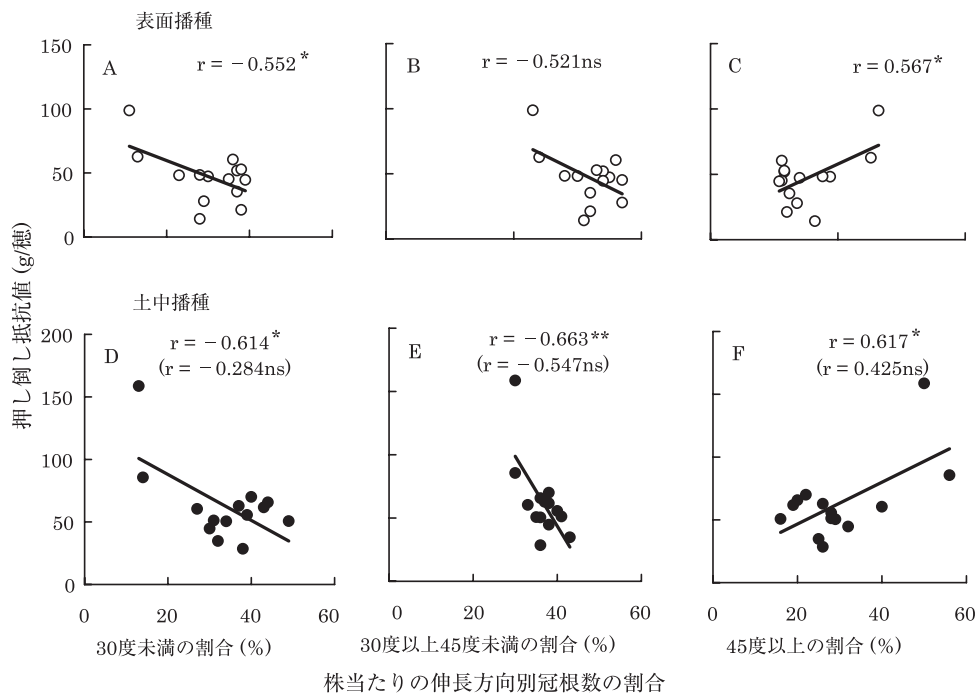 表面播種
150
100
50
0
A
r = －0.552*
B
r = －0.521ns
C
r = 0.567*
20
40
60
押し倒し抵抗値 (g/穂)
土中播種
200
150
100
50
0
D
r = －0.614*
(r = －0.284ns)
E
r = －0.663**
(r = －0.547ns)
F
r = 0.617*
(r = 0.425ns)
0 20 40 60
0 20 40 60
0 20 40 60
30度未満の割合 (%)
30度以上45度未満の割合 (%)
45度以上の割合 (%)
株当たりの伸長方向別冠根数の割合